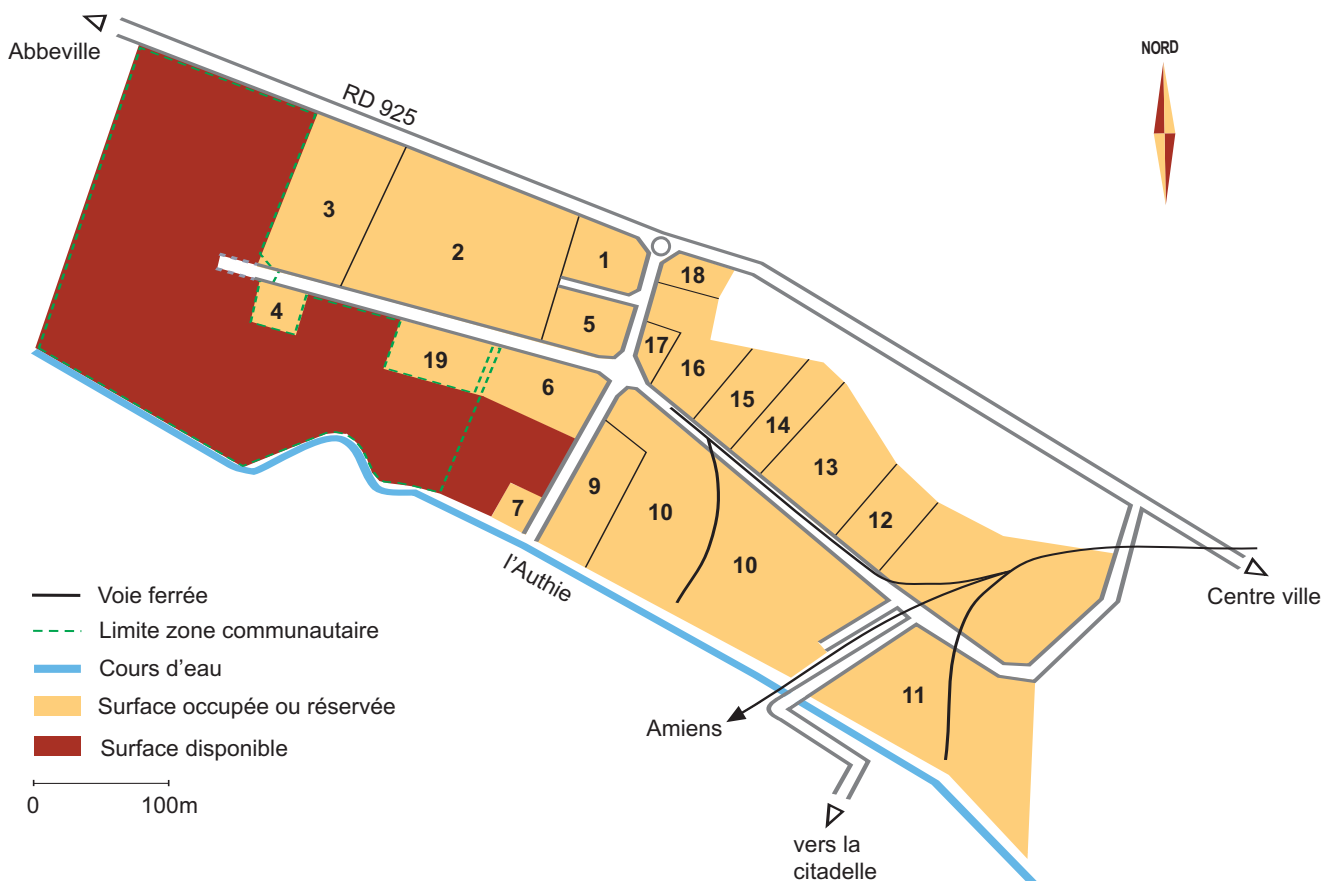 Abbeville
NORD
RD 925
3
2
1
18
4
5
17
19
6
16
15
14
13
7
9
10
12
10
l'Authie
Centre ville
11
Amiens
vers la
citadelle
Voie ferrée
Limite zone communautaire
Cours d'eau
Surface occupée ou réservée
Surface disponible
0
100m